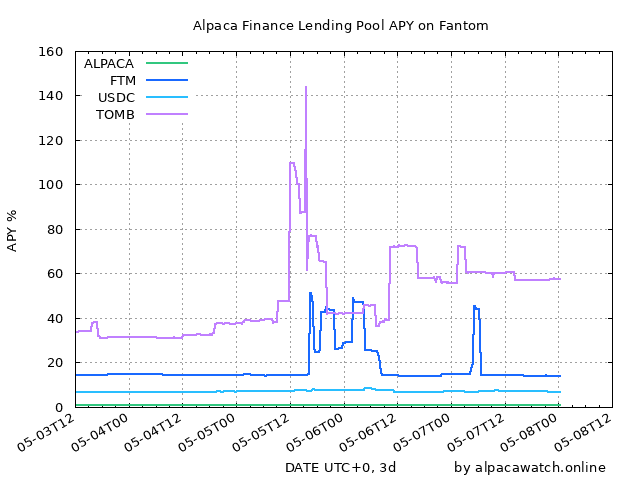 Alpaca Finance Lending Pool APY on Fantom
160
140
120
100
80
60
40
20
0
APY %
ALPACA
FTM
USDC
TOMB
05-03T12
05-04T00
05-04T12
05-05T00
05-05T12
05-06T00
05-06T12
05-07T00
05-07T12
05-08T00
05-08T12
DATE UTC+0, 3d
by alpacawatch.online